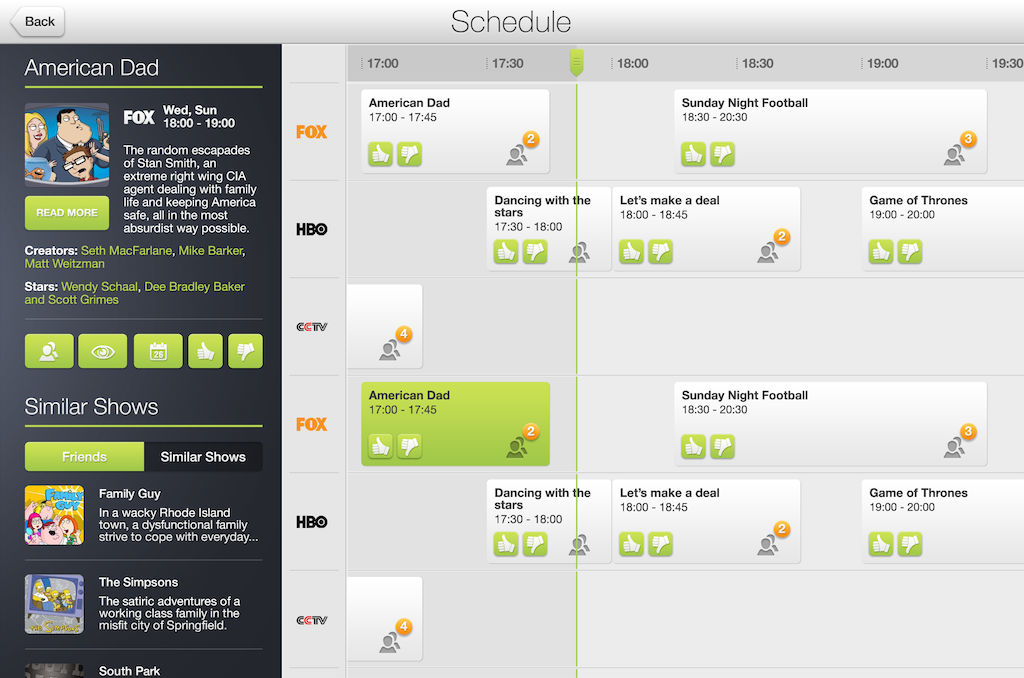 Back
Schedule
American Dad
FOX
Wed, Sun
18:00 - 19:00
The random escapades
of Stan Smith, an
extreme right wing CIA
agent dealing with family
life and keeping America
safe, all in the most
absurdist way possible.
READ MORE
Creators: Seth MacFarlane, Mike Barker,
Matt Weitzman
Stars: Wendy Schaal, Dee Bradley Baker
and Scott Grimes
26
Similar Shows
Friends
Similar Shows
FAMILY GUY
Family Guy
In a wacky Rhode Island
town, a dysfunctional family
strive to cope with everyday...
The Simpsons
The Simpsons
The satiric adventures of a
working class family in the
misfit city of Springfield.
South Park
17:00
17:30
18:00
18:30
19:00
19:30
FOX
American Dad
17:00 - 17:45
2
Sunday Night Football
18:30 - 20:30
3
HBO
Dancing with the
stars
17:30 - 18:00
Let's make a deal
18:00 - 18:45
2
Game of Thrones
19:00 - 20:00
CCTV
4
FOX
American Dad
17:00 - 17:45
2
Sunday Night Football
18:30 - 20:30
3
HBO
Dancing with the
stars
17:30 - 18:00
Let's make a deal
18:00 - 18:45
2
Game of Thrones
19:00 - 20:00
CCTV
4